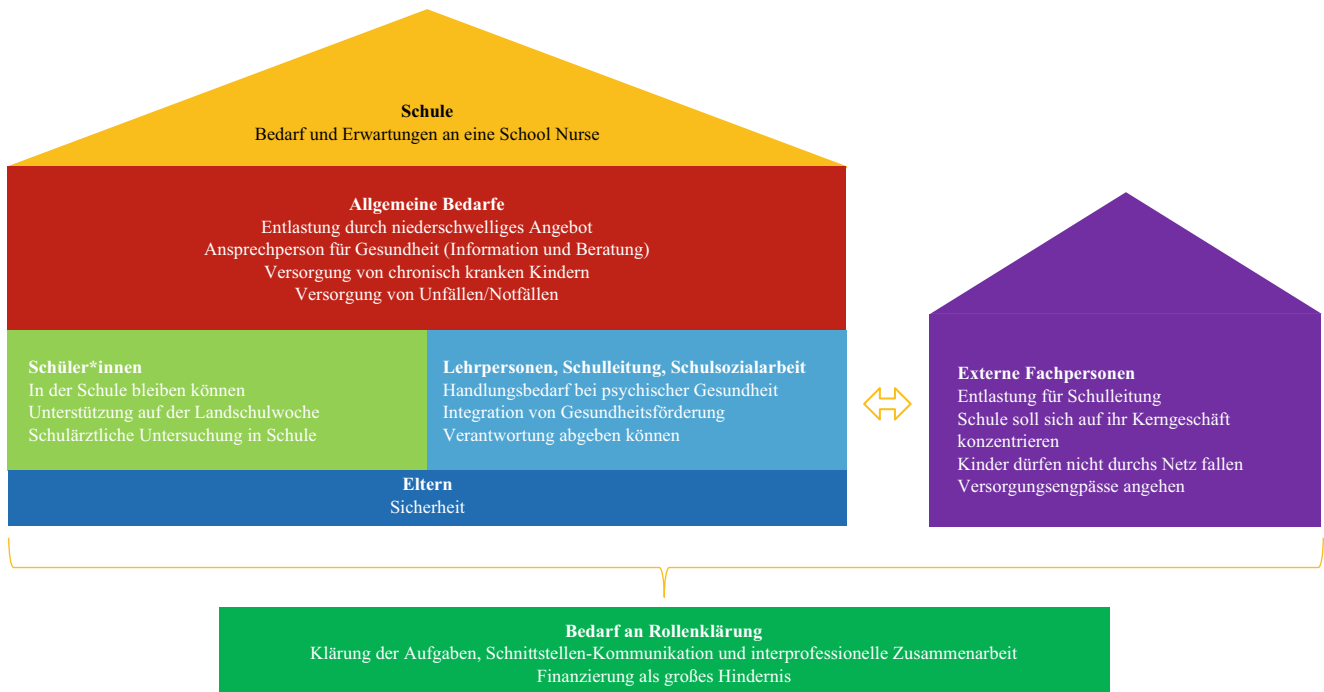 Schule
Bedarf und Erwartungen an eine School Nurse
Allgemeine Bedarfe
Entlastung durch niederschwelliges Angebot
Ansprechperson für Gesundheit (Information und Beratung)
Versorgung von chronisch kranken Kindern
Versorgung von Unfällen/Notfällen
Schüler*innen
In der Schule bleiben können
Unterstützung auf der Landschulwoche
Schulärztliche Untersuchung in Schule
Lehrpersonen, Schulleitung, Schulsozialarbeit
Handlungsbedarf bei psychischer Gesundheit
Integration von Gesundheitsförderung
Verantwortung abgeben können
Eltern
Sicherheit
Externe Fachpersonen
Entlastung für Schulleitung
Schule soll sich auf ihr Kerngeschäft
konzentrieren
Kinder dürfen nicht durchs Netz fallen
Versorgungsengpässe angehen
Bedarf an Rollenklärung
Klärung der Aufgaben, Schnittstellen-Kommunikation und interprofessionelle Zusammenarbeit
Finanzierung als großes Hindernis